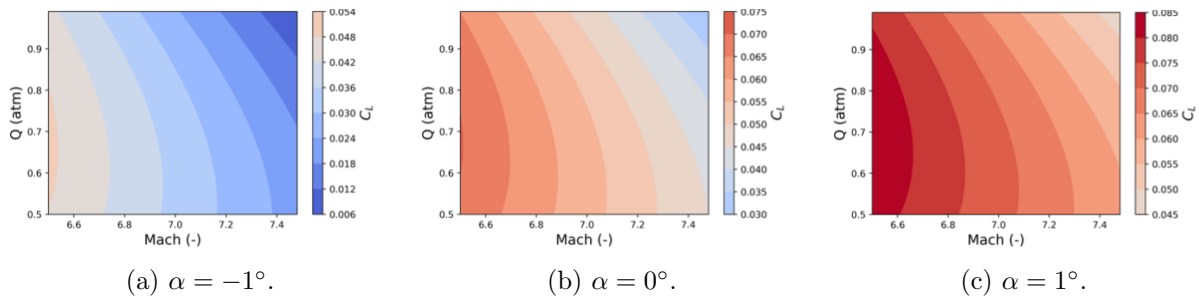 0.9
0.8
0.7
0.6
0.5
Q (atm)
6.6 6.8 7.0 7.2 7.4
Mach (-)
0.054
0.048
0.042
0.036
0.030
0.024
0.018
0.012
0.006
C_L
(a) α = −1°.
0.9
0.8
0.7
0.6
0.5
Q (atm)
6.6 6.8 7.0 7.2 7.4
Mach (-)
0.075
0.070
0.065
0.060
0.055
0.050
0.045
0.040
0.035
0.030
C_L
(b) α = 0°.
0.9
0.8
0.7
0.6
0.5
Q (atm)
6.6 6.8 7.0 7.2 7.4
Mach (-)
0.085
0.080
0.075
0.070
0.065
0.060
0.055
0.050
0.045
C_L
(c) α = 1°.